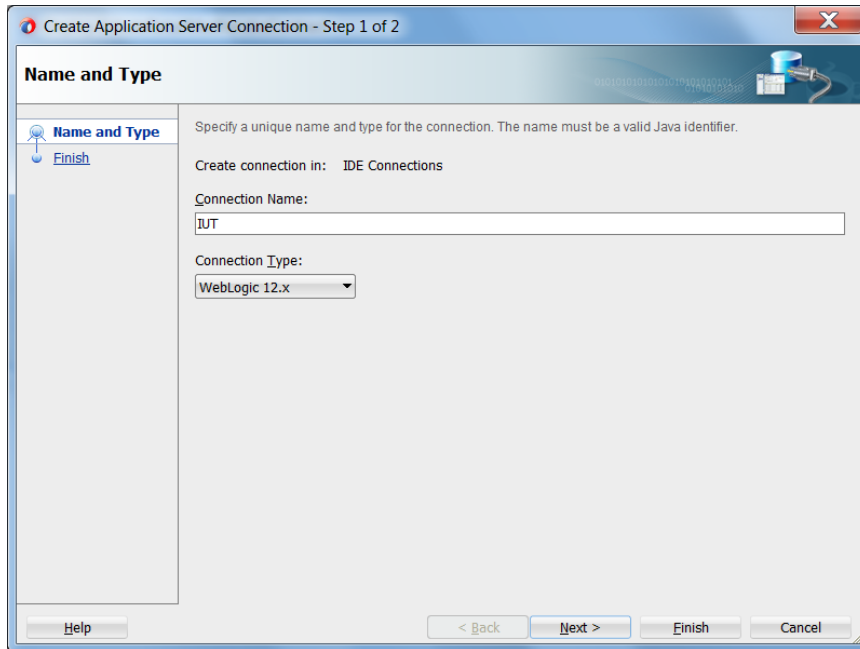 Create Application Server Connection - Step 1 of 2
Name and Type
Name and Type
Finish
Specify a unique name and type for the connection. The name must be a valid Java identifier.
Create connection in: IDE Connections
Connection Name:
IUT
Connection Type:
WebLogic 12.x
Help
< Back
Next >
Finish
Cancel